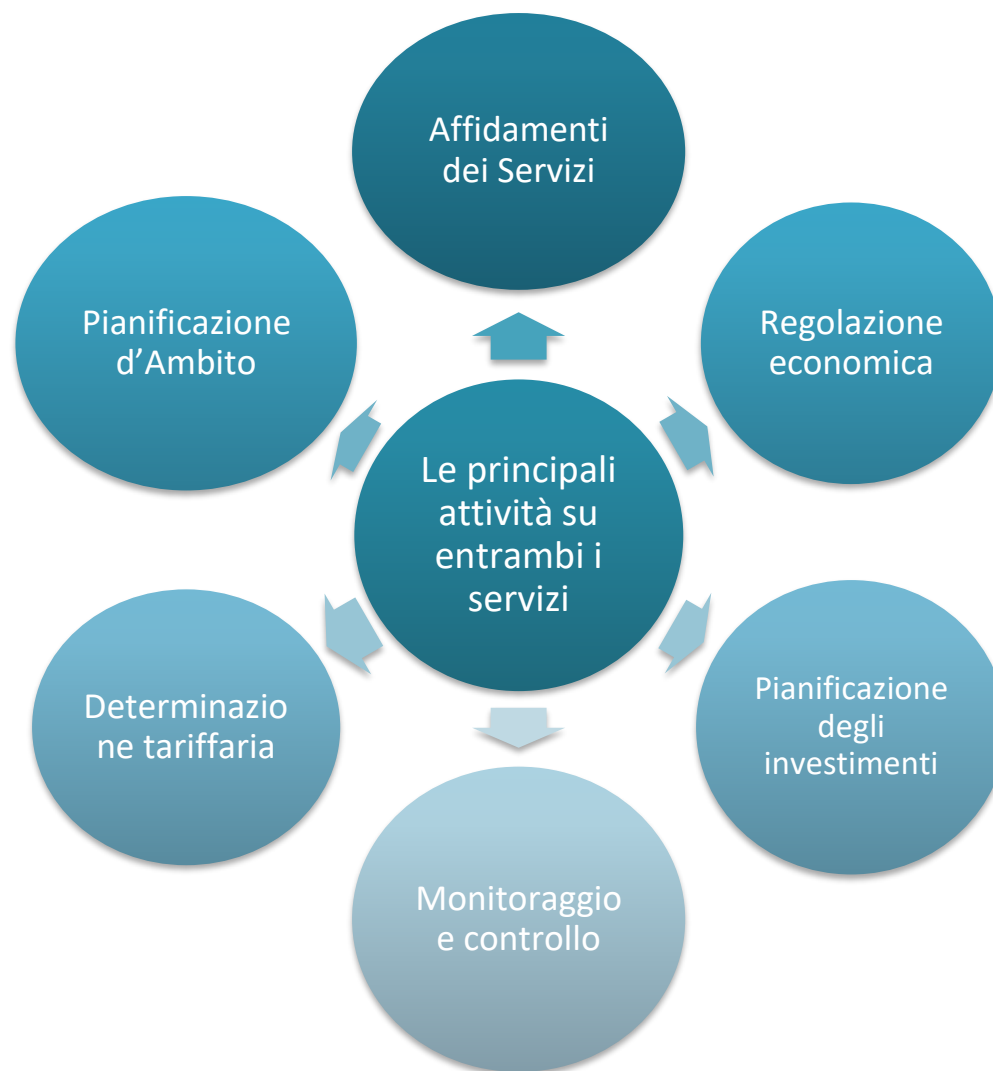 Affidamenti
dei Servizi
Pianificazione
d’Ambito
Regolazione
economica
Le principali
attività su
entrambi i
servizi
Determinazio
ne tariffaria
Pianificazione
degli
investimenti
Monitoraggio
e controllo